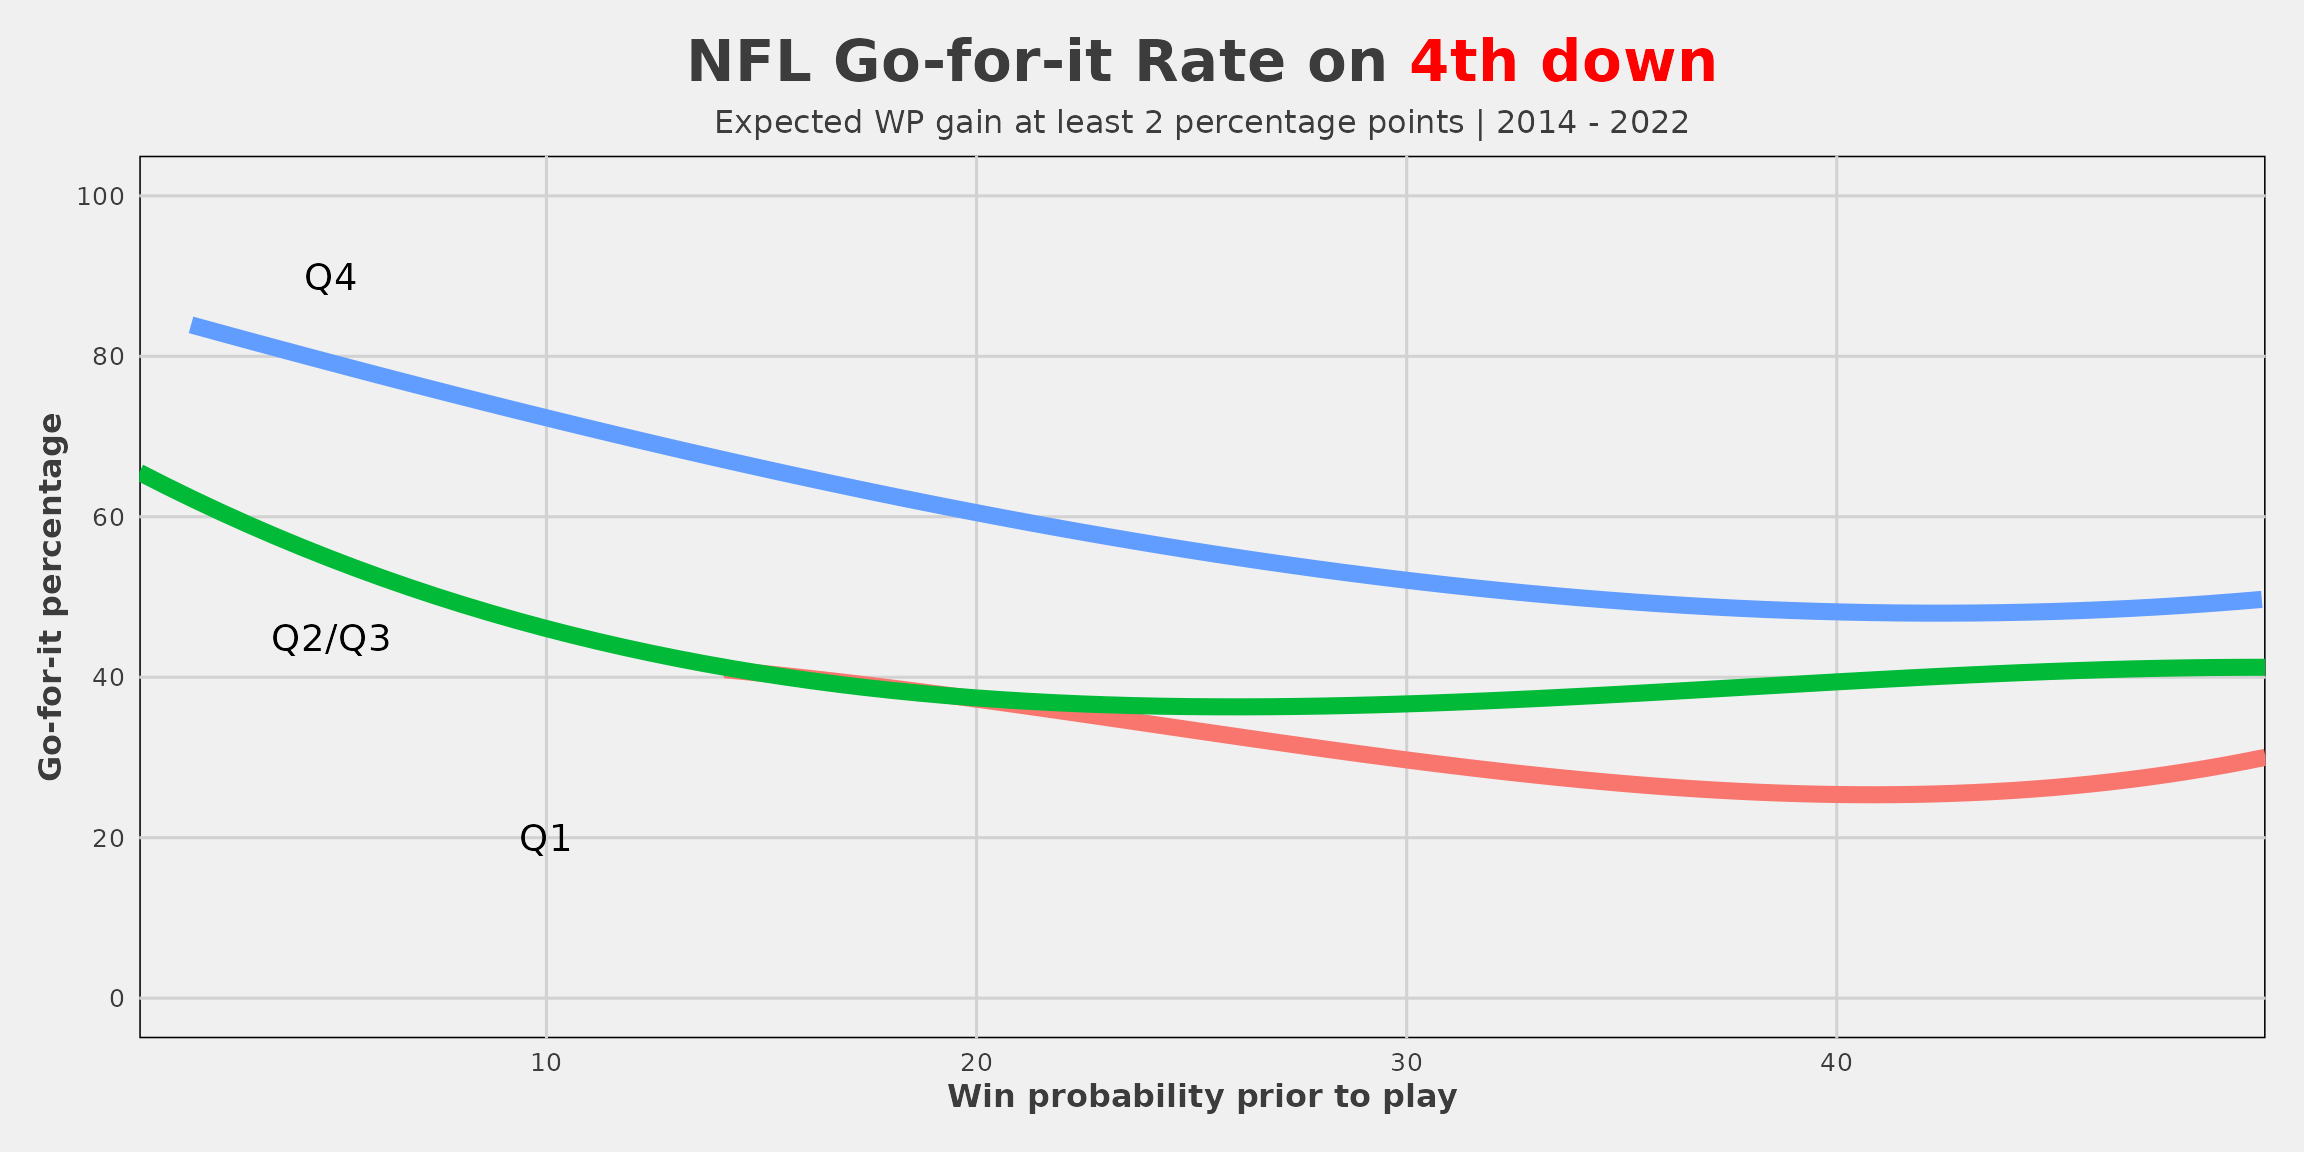 NFL Go-for-it Rate on 4th down
Expected WP gain at least 2 percentage points | 2014 - 2022
Go-for-it percentage
100
80
60
40
20
0
Q4
Q2/Q3
Q1
10 20 30 40
Win probability prior to play